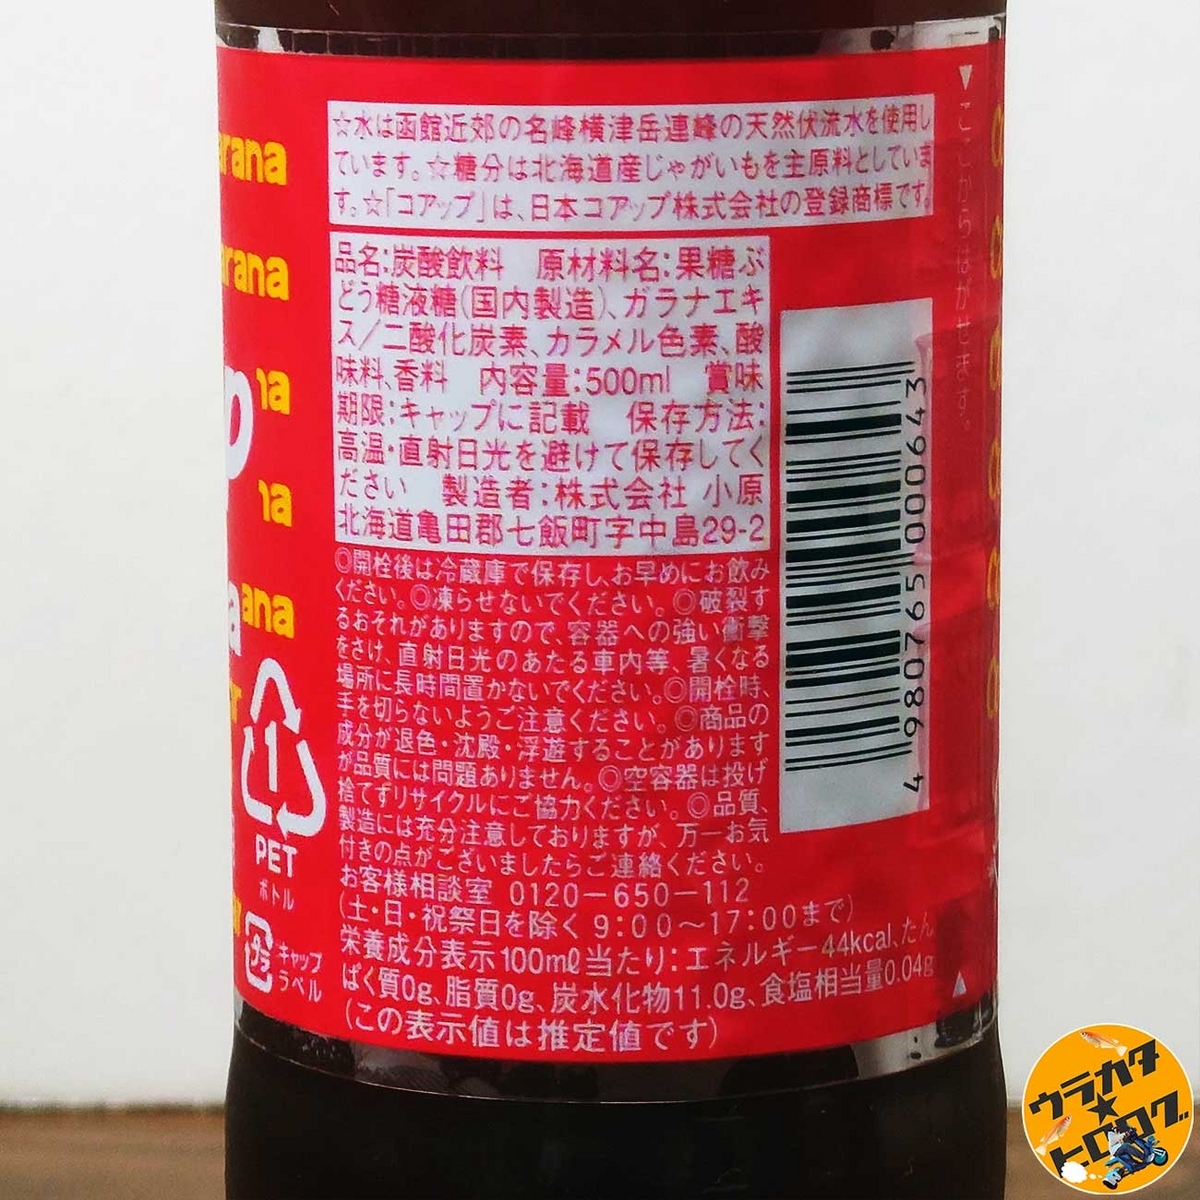 ☆水は函館近郊の名峰横津岳連峰の天然伏流水を使用し
ています。☆糖分は北海道産じゃがいもを主原料としていま
す。☆「コアップ」は、日本コアップ株式会社の登録商標です。
品名:炭酸飲料 原材料名:果糖ぶ
どう糖液糖(国内製造)、ガラナエキ
ス/二酸化炭素、カラメル色素、酸
味料、香料 内容量:500ml 賞味
期限:キャップに記載 保存方法:
高温・直射日光を避けて保存してく
ださい 製造者:株式会社 小原
北海道亀田郡七飯町字中島29-2
◎開栓後は冷蔵庫で保存し、お早めにお飲み
ください。◎凍らせないでください。◎破裂す
るおそれがありますので、容器への強い衝撃
をさけ、直射日光のあたる車内等、暑くなる
場所に長時間置かないでください。◎開栓時、
手を切らないようご注意ください。◎商品の
成分が退色・沈殿・浮遊することがあります
が品質には問題ありません。◎空容器は投げ
捨てずリサイクルにご協力ください。◎品質、
製造には充分注意しておりますが、万一お気
付きの点がございましたらご連絡ください。
お客様相談室 0120-650-112
(土・日・祝祭日を除く 9:00〜17:00まで)
栄養成分表示100mℓ当たり:エネルギー44kcal、たん
ぱく質0g、脂質0g、炭水化物11.0g、食塩相当量0.04g
(この表示値は推定値です)
4980765000643
▼ここからはがせます。
▲
arana
arana
na
na
ana
1
PET
ボトル
プラ
キャップ
ラベル
ウラカタ
★
ヒロログ